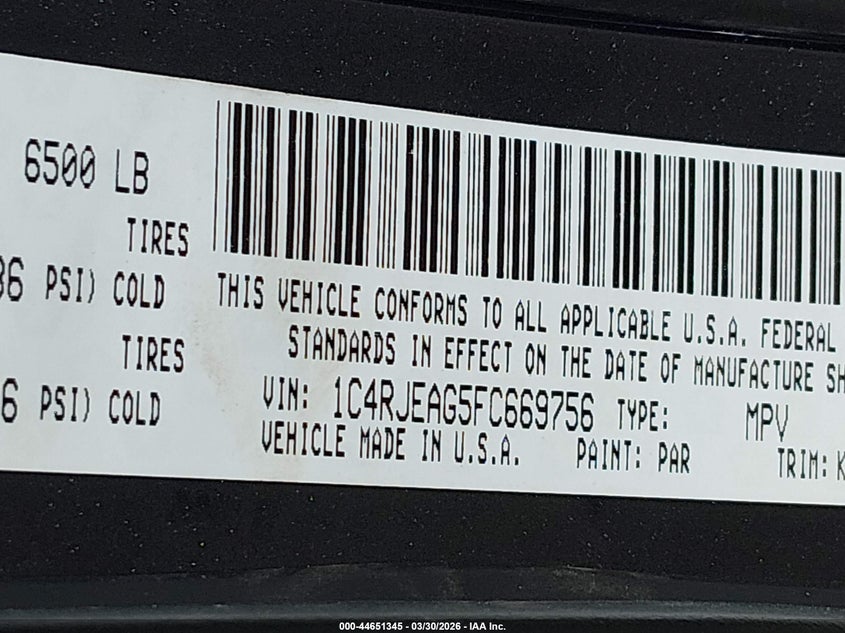 6500 LB
TIRES
36 PSI) COLD
TIRES
6 PSI) COLD
THIS VEHICLE CONFORMS TO ALL APPLICABLE U.S.A. FEDERAL
STANDARDS IN EFFECT ON THE DATE OF MANUFACTURE SH
VIN: 1C4RJEAG5FC669756 TYPE: MPV
VEHICLE MADE IN U.S.A. PAINT: PAR TRIM: K
000-44651345 - 03/30/2026 - IAA Inc.